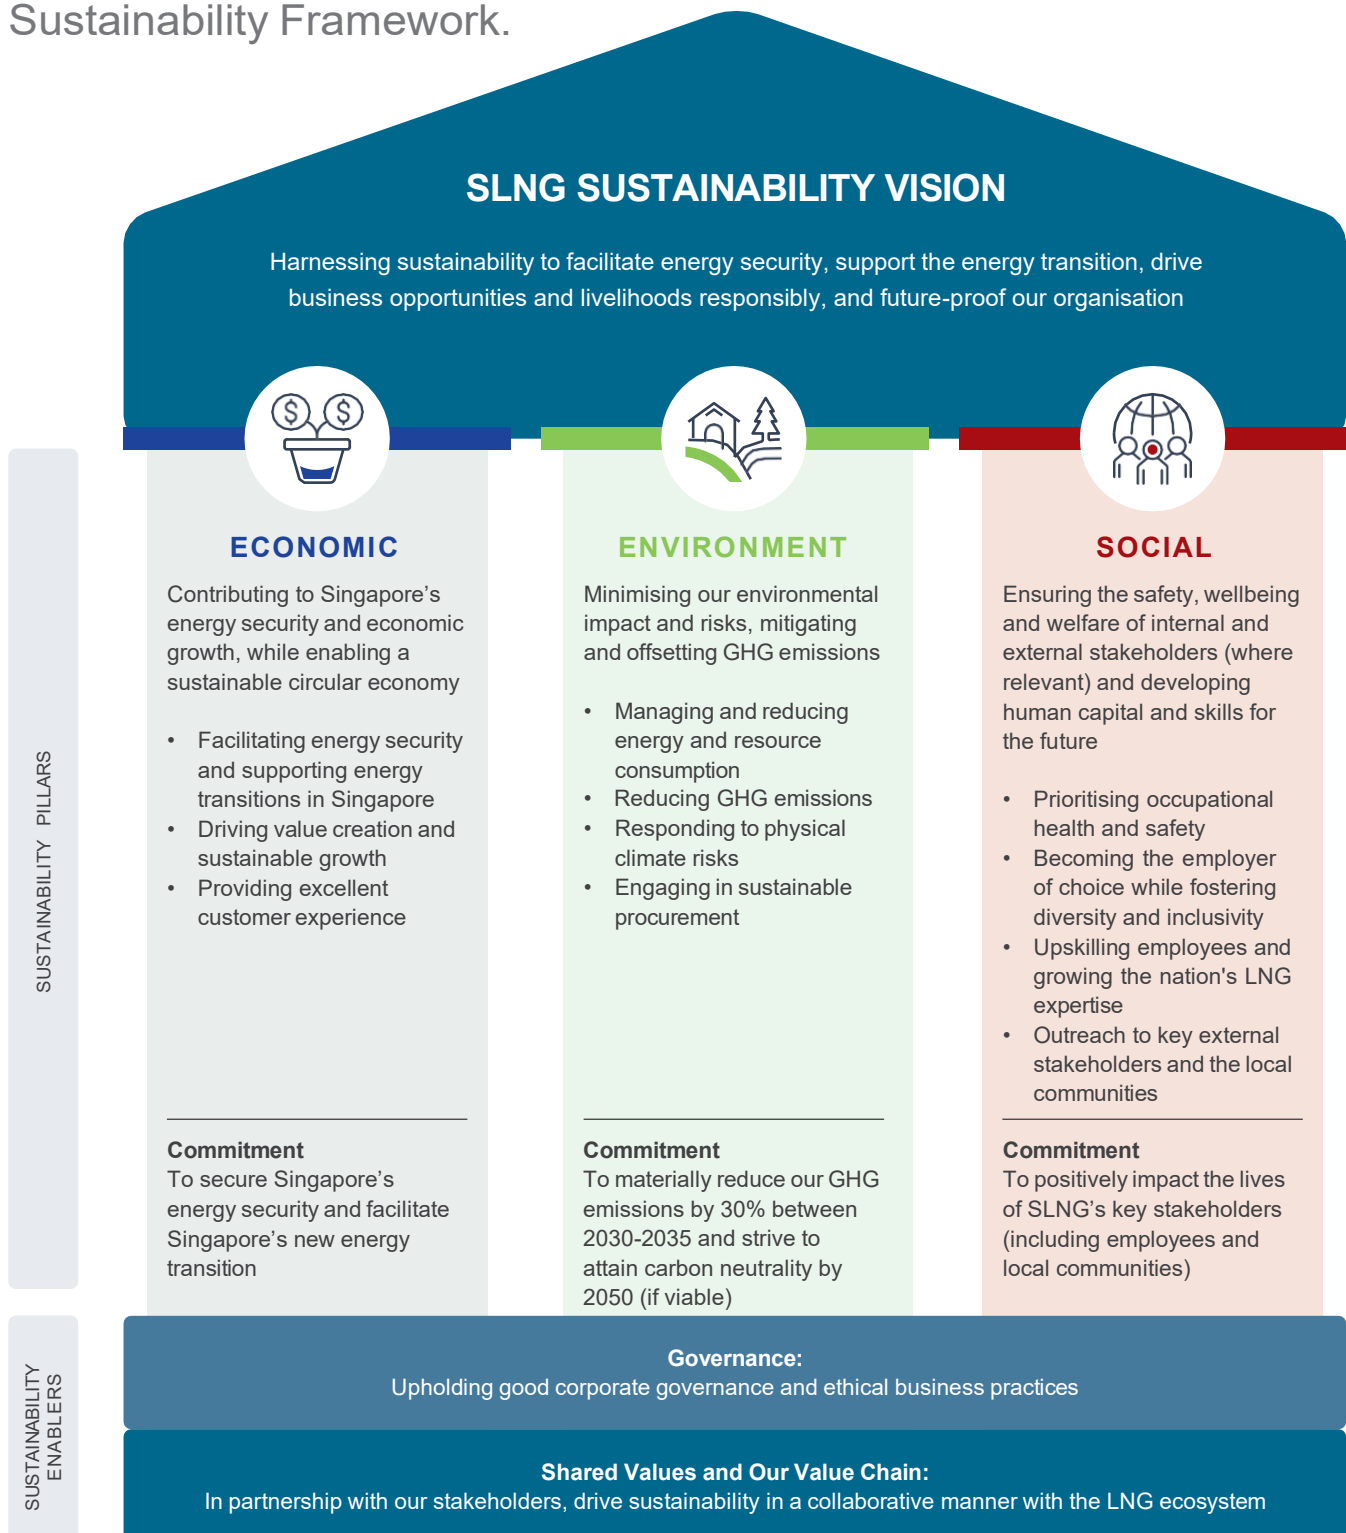 Sustainability Framework.
SLNG SUSTAINABILITY VISION
Harnessing sustainability to facilitate energy security, support the energy transition, drive
business opportunities and livelihoods responsibly, and future-proof our organisation
$ $
SUSTAINABILITY PILLARS
ECONOMIC
Contributing to Singapore’s
energy security and economic
growth, while enabling a
sustainable circular economy
• Facilitating energy security
and supporting energy
transitions in Singapore
• Driving value creation and
sustainable growth
• Providing excellent
customer experience
Commitment
To secure Singapore’s
energy security and facilitate
Singapore’s new energy
transition
ENVIRONMENT
Minimising our environmental
impact and risks, mitigating
and offsetting GHG emissions
• Managing and reducing
energy and resource
consumption
• Reducing GHG emissions
• Responding to physical
climate risks
• Engaging in sustainable
procurement
Commitment
To materially reduce our GHG
emissions by 30% between
2030-2035 and strive to
attain carbon neutrality by
2050 (if viable)
SOCIAL
Ensuring the safety, wellbeing
and welfare of internal and
external stakeholders (where
relevant) and developing
human capital and skills for
the future
• Prioritising occupational
health and safety
• Becoming the employer
of choice while fostering
diversity and inclusivity
• Upskilling employees and
growing the nation's LNG
expertise
• Outreach to key external
stakeholders and the local
communities
Commitment
To positively impact the lives
of SLNG’s key stakeholders
(including employees and
local communities)
SUSTAINABILITY
ENABLERS
Governance:
Upholding good corporate governance and ethical business practices
Shared Values and Our Value Chain:
In partnership with our stakeholders, drive sustainability in a collaborative manner with the LNG ecosystem